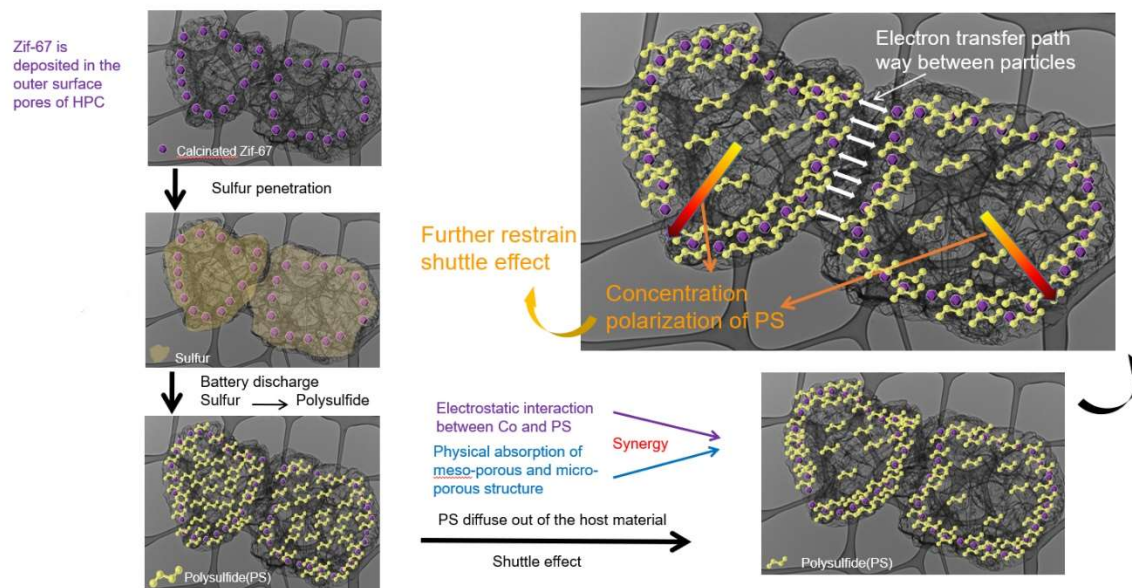 Zif-67 is
deposited in the
outer surface
pores of HPC
Calcinated Zif-67
Sulfur penetration
Sulfur
Battery discharge
Sulfur → Polysulfide
Polysulfide(PS)
Electrostatic interaction
between Co and PS
Physical absorption of
meso-porous and micro-
porous structure
Synergy
PS diffuse out of the host material
Shuttle effect
Polysulfide(PS)
Electron transfer path
way between particles
Concentration
polarization of PS
Further restrain
shuttle effect